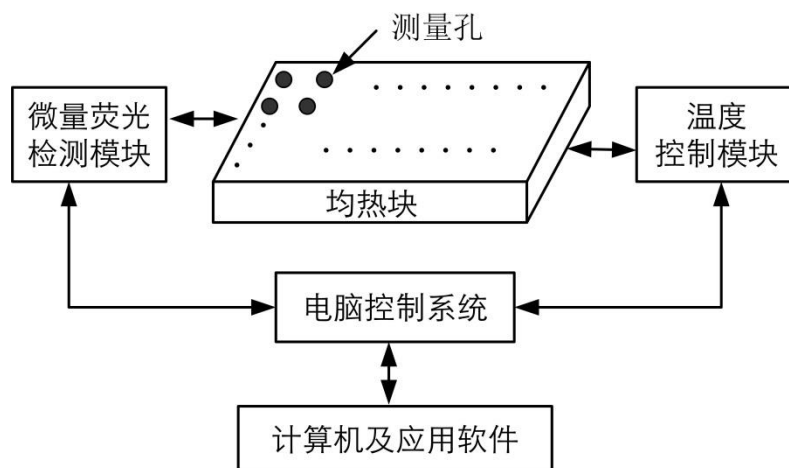 测量孔
微量荧光
检测模块
温度
控制模块
均热块
电脑控制系统
计算机及应用软件